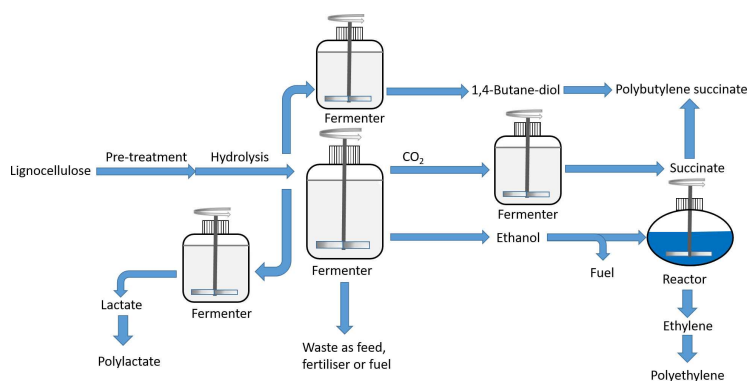 Fermenter
1,4-Butane-diol
Polybutylene succinate
Lignocellulose
Pre-treatment
Hydrolysis
CO2
Fermenter
Succinate
Fermenter
Ethanol
Fuel
Reactor
Lactate
Fermenter
Polylactate
Waste as feed,
fertiliser or fuel
Ethylene
Polyethylene